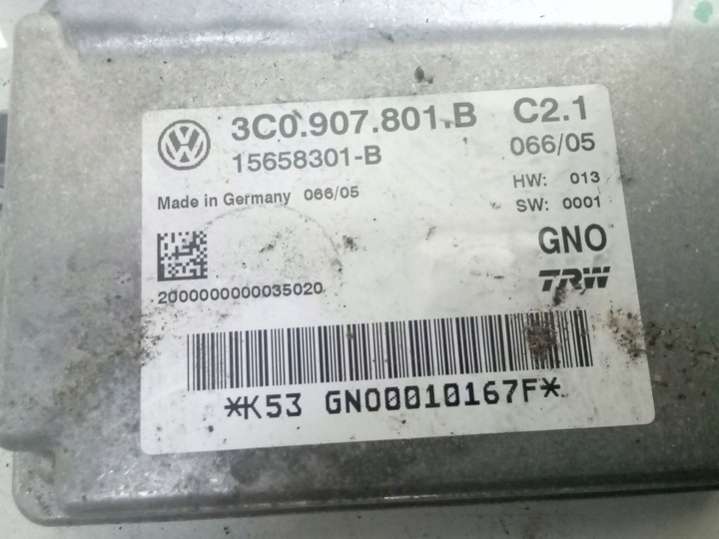 3C0.907.801.B C2.1
15658301-B 066/05
Made in Germany 066/05 HW: 013
SW: 0001
GNO
TRW
2000000000035020
*K53 GNO00010167F*